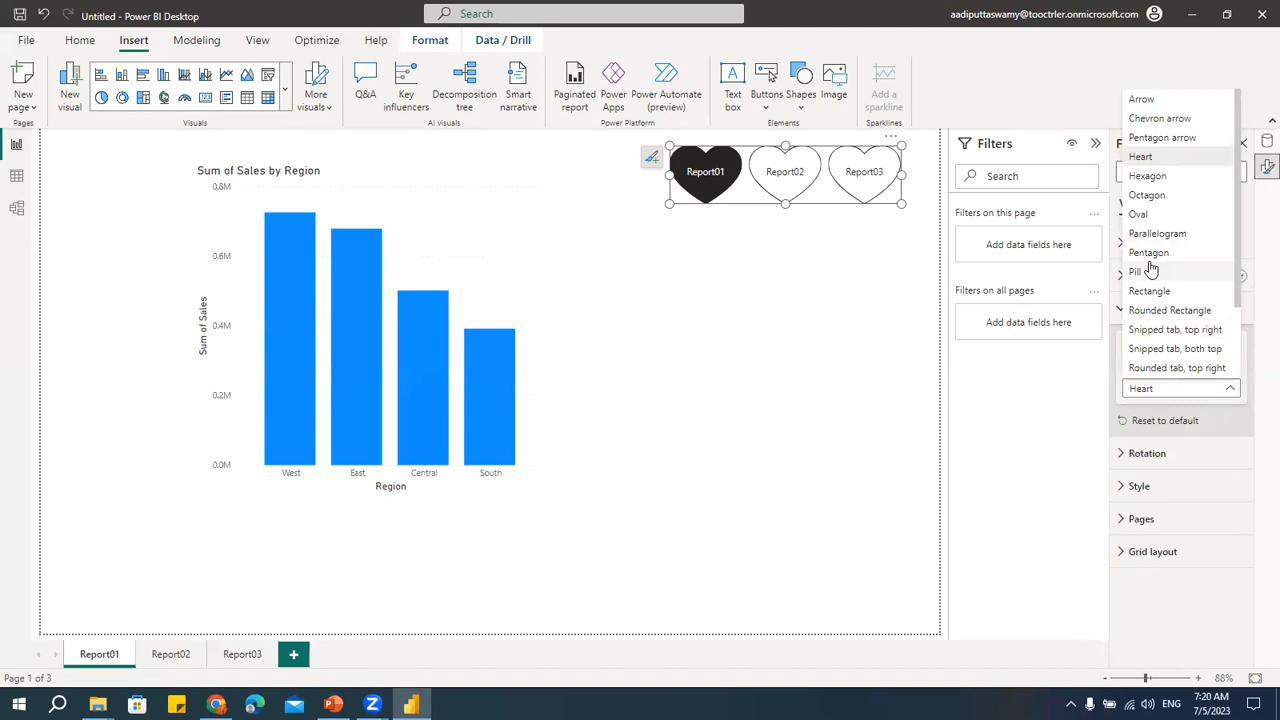 Untitled - Power BI Desktop
Search
aadiputtaswamy@tooctrler.onmicrosoft.com
File
Home
Insert
Modeling
View
Optimize
Help
Format
Data / Drill
New page
New visual
More visuals
Visuals
Q&A
Key influencers
Decomposition tree
Smart narrative
AI visuals
Paginated report
Power Apps
Power Automate (preview)
Power Platform
Text box
Buttons
Shapes
Image
Elements
Add a sparkline
Sparklines
Sum of Sales by Region
0.8M
0.6M
0.4M
0.2M
0.0M
Sum of Sales
West
East
Central
South
Region
Report01
Report02
Report03
Filters
Search
Filters on this page
Add data fields here
Filters on all pages
Add data fields here
Arrow
Chevron arrow
Pentagon arrow
Heart
Hexagon
Octagon
Oval
Parallelogram
Pentagon
Pill
Rectangle
Rounded Rectangle
Snipped tab, top right
Snipped tab, both top
Rounded tab, top right
Heart
Reset to default
Rotation
Style
Pages
Grid layout
Report01
Report02
Report03
Page 1 of 3
88%
ENG
7:20 AM
7/5/2023